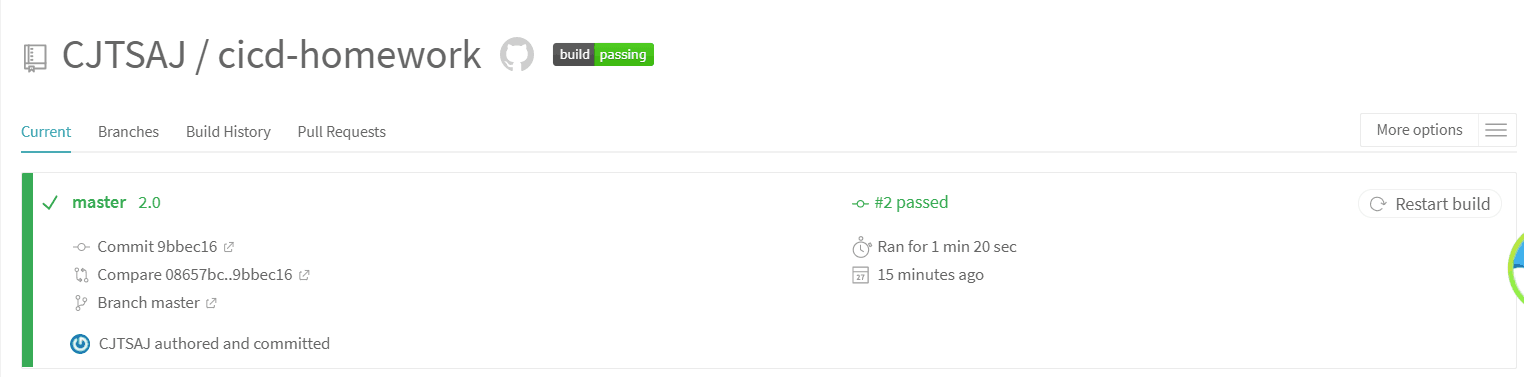 CJTSAJ / cicd-homework build passing
Current Branches Build History Pull Requests More options
master 2.0 #2 passed Restart build
Commit 9bbec16 Ran for 1 min 20 sec
Compare 08657bc..9bbec16 27 15 minutes ago
Branch master
CJTSAJ authored and committed